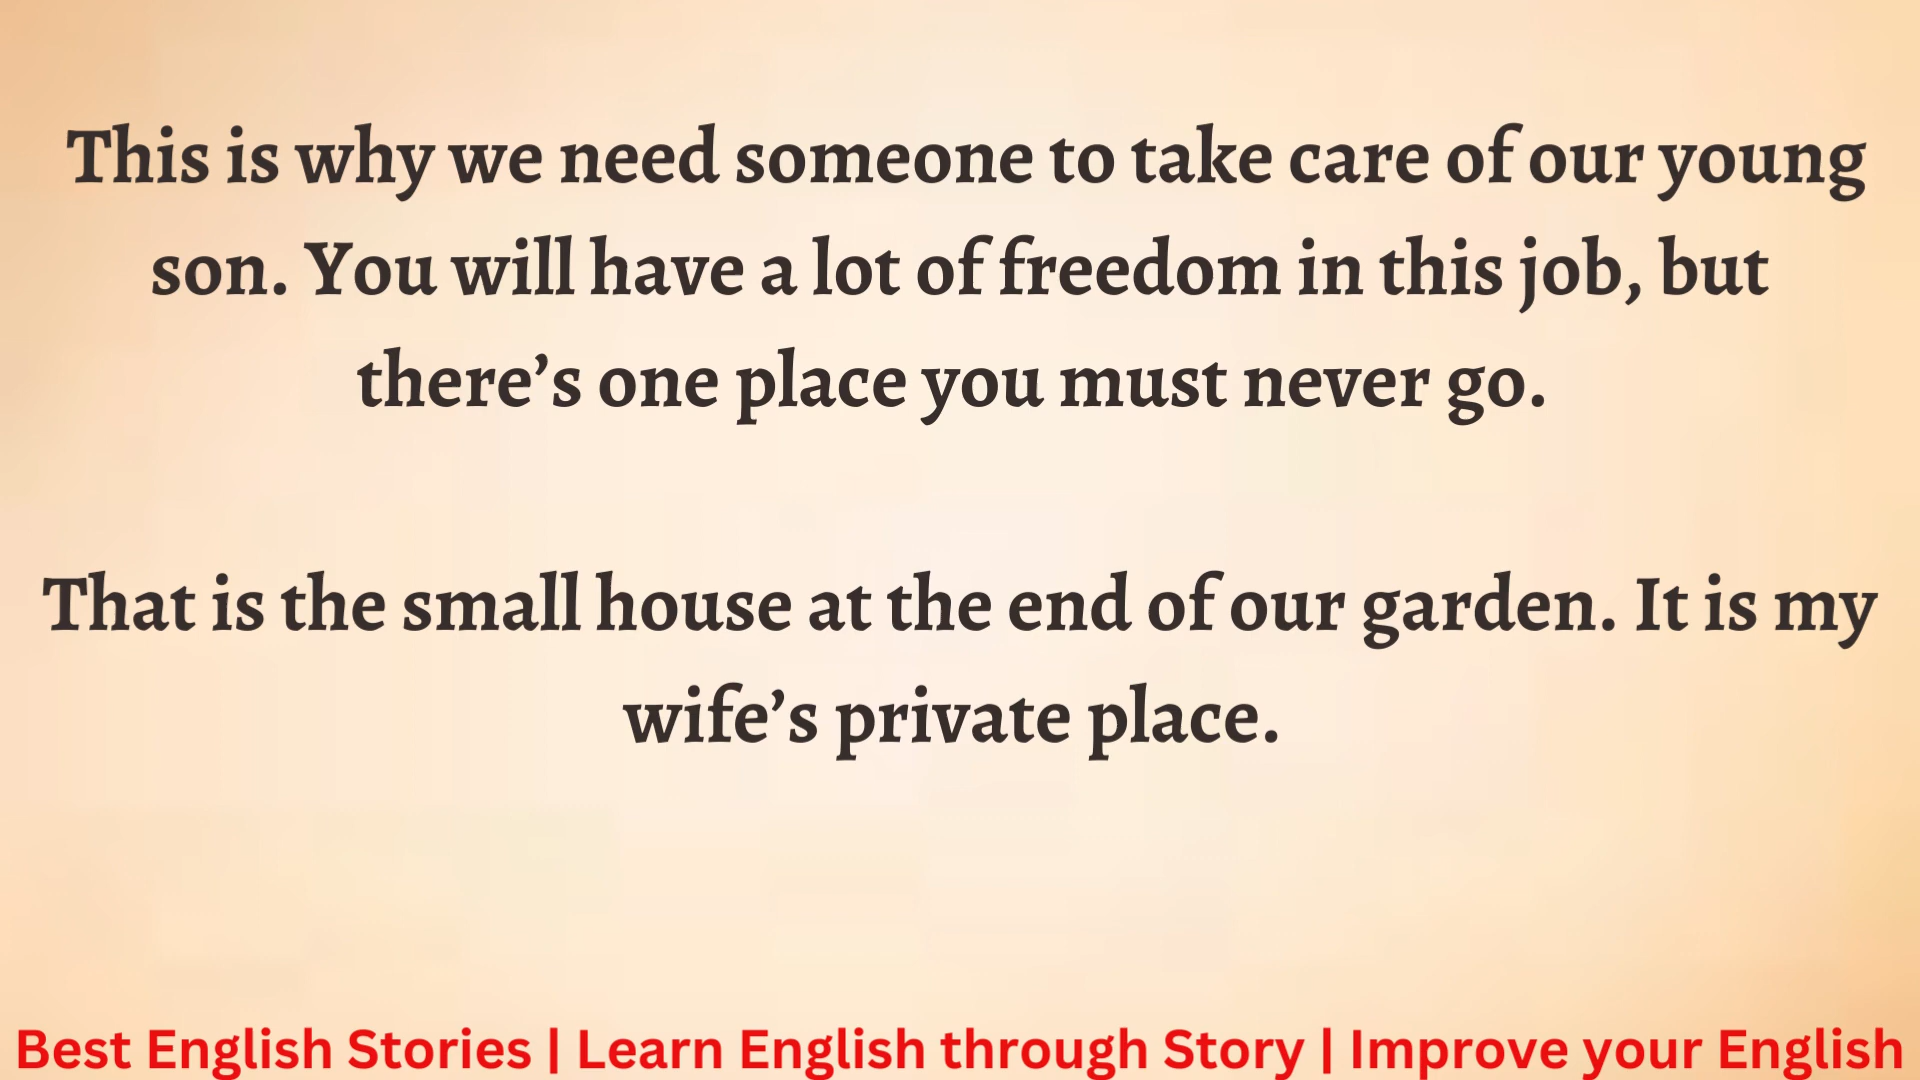 This is why we need someone to take care of our young
son. You will have a lot of freedom in this job, but
there’s one place you must never go.
That is the small house at the end of our garden. It is my
wife’s private place.
Best English Stories | Learn English through Story | Improve your English